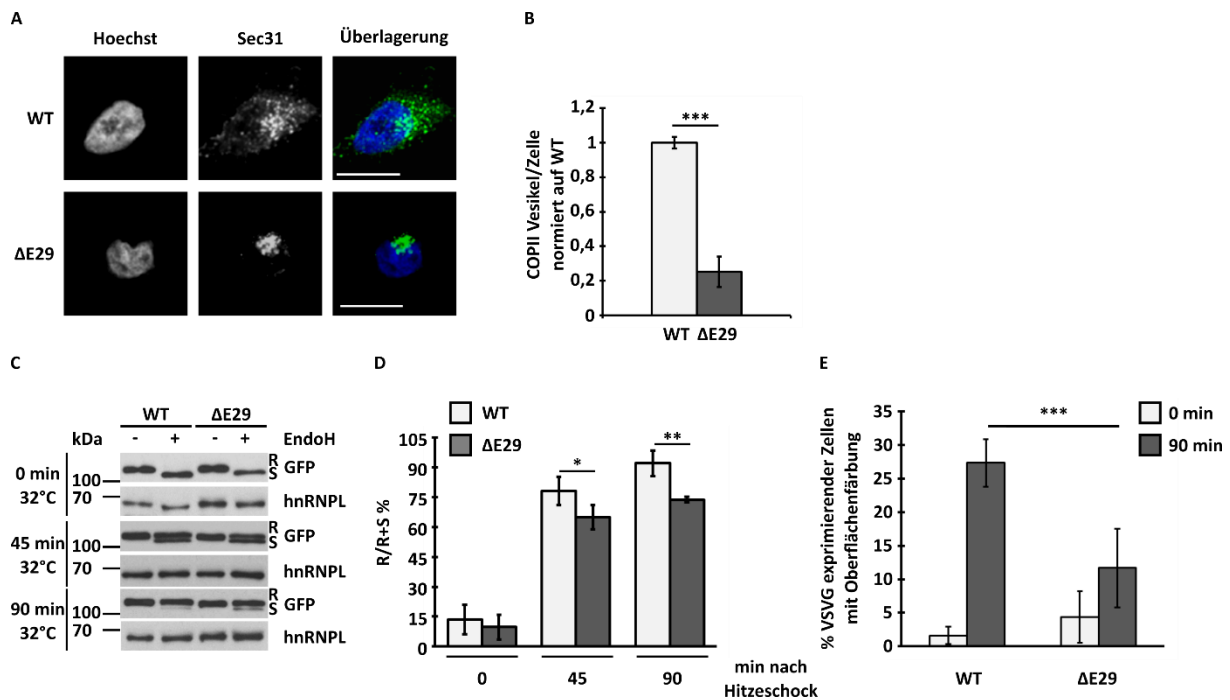 A
Hoechst Sec31 Überlagerung
WT
ΔE29
B
COPII Vesikel/Zelle
normiert auf WT
1,2
1
0,8
0,6
0,4
0,2
0
***
WT ΔE29
C
WT ΔE29
kDa - + - + EndoH
0 min
32°C
100
70
R
S
GFP
hnRNPL
45 min
32°C
100
70
R
S
GFP
hnRNPL
90 min
32°C
100
70
R
S
GFP
hnRNPL
D
WT
ΔE29
R/R+S %
105
90
75
60
45
30
15
0
*
**
0 45 90
min nach
Hitzeschock
E
% VSVG exprimierender Zellen
mit Oberflächenfärbung
35
30
25
20
15
10
5
0
***
0 min
90 min
WT ΔE29